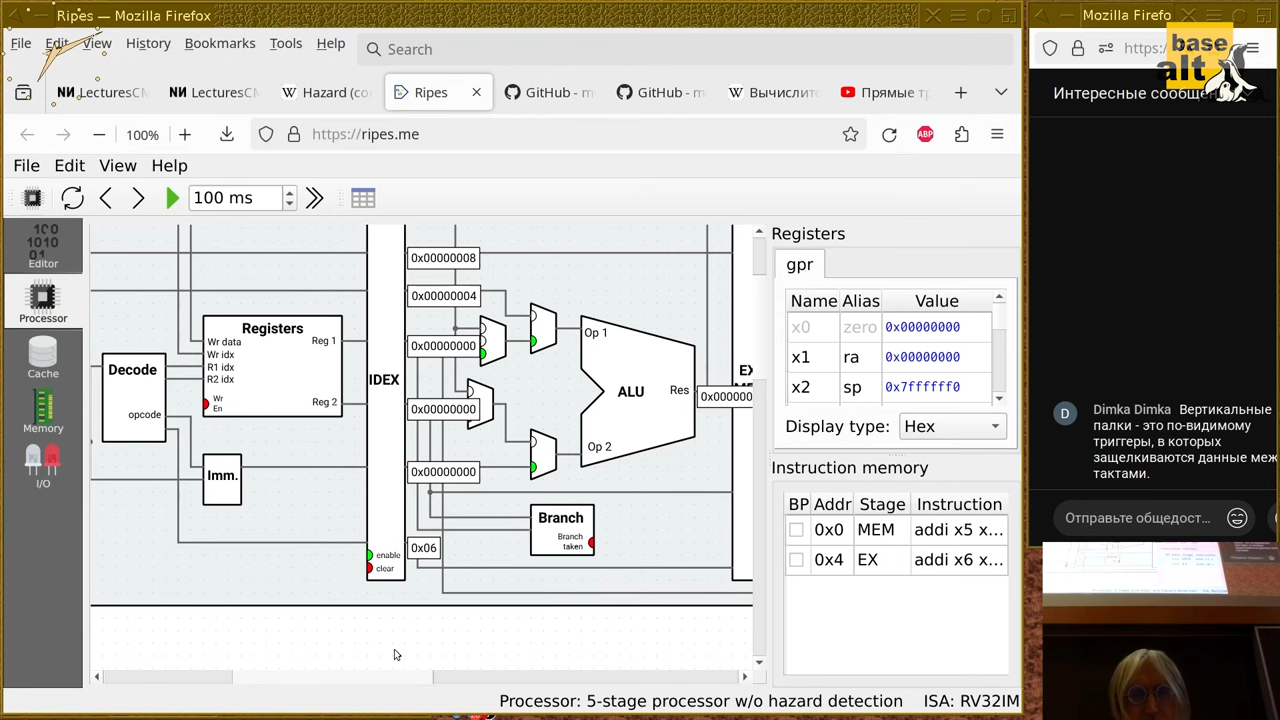 Ripes — Mozilla Firefox
Mozilla Firefo
File Edit View History Bookmarks Tools Help
Search
https:
base
alt
LecturesCM
LecturesCM
Hazard (co
Ripes
GitHub - m
GitHub - m
Вычислит
Прямые т
Интересные сообщен
100%
https://ripes.me
ABP
File Edit View Help
100 ms
Editor
Processor
Cache
Memory
I/O
Decode
opcode
Registers
Wr data
Wr idx
R1 idx
R2 idx
Wr
En
Reg 1
Reg 2
Imm.
IDEX
enable
clear
0x00000008
0x00000004
0x00000000
0x00000000
0x00000000
0x06
Op 1
ALU
Res
Op 2
0x000000
Branch
Branch
taken
EX
Registers
gpr
Name Alias Value
x0 zero 0x00000000
x1 ra 0x00000000
x2 sp 0x7ffffff0
Display type: Hex
Instruction memory
BP Addr Stage Instruction
0x0 MEM addi x5 x...
0x4 EX addi x6 x...
Processor: 5-stage processor w/o hazard detection ISA: RV32IM
D
Dimka Dimka Вертикальные
палки - это по-видимому
триггеры, в которых
защелкиваются данные меж
тактами.
Отправьте общедост...